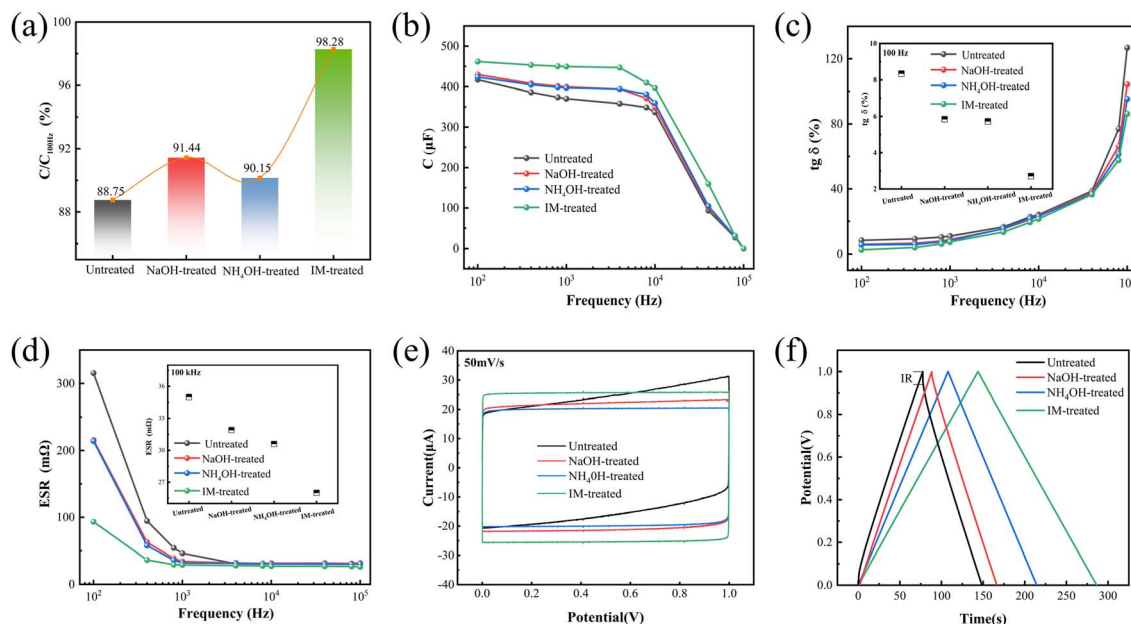 (a)
C/C100Hz (%)
100
96
92
88
88.75
91.44
90.15
98.28
Untreated
NaOH-treated
NH4OH-treated
IM-treated
(b)
C (μF)
500
450
400
350
300
250
200
150
100
50
0
Untreated
NaOH-treated
NH4OH-treated
IM-treated
10²
10³
10⁴
10⁵
Frequency (Hz)
(c)
tg δ (%)
120
80
40
0
100 Hz
tg δ (%)
10
8
6
4
2
Untreated
NaOH-treated
NH4OH-treated
IM-treated
Untreated
NaOH-treated
NH4OH-treated
IM-treated
10²
10³
10⁴
10
Frequency (Hz)
(d)
ESR (mΩ)
300
200
100
0
100 kHz
ESR (mΩ)
36
33
30
27
Untreated
NaOH-treated
NH4OH-treated
IM-treated
Untreated
NaOH-treated
NH4OH-treated
IM-treated
10²
10³
10⁴
10⁵
Frequency (Hz)
(e)
50mV/s
Current(μA)
40
30
20
10
0
-10
-20
-30
-40
Untreated
NaOH-treated
NH40H-treated
IM-treated
0.0
0.2
0.4
0.6
0.8
1.0
Potential(V)
(f)
Potential(V)
1.0
0.8
0.6
0.4
0.2
0.0
IR
Untreated
NaOH-treated
NH4OH-treated
IM-treated
0
50
100
150
200
250
300
Time(s)